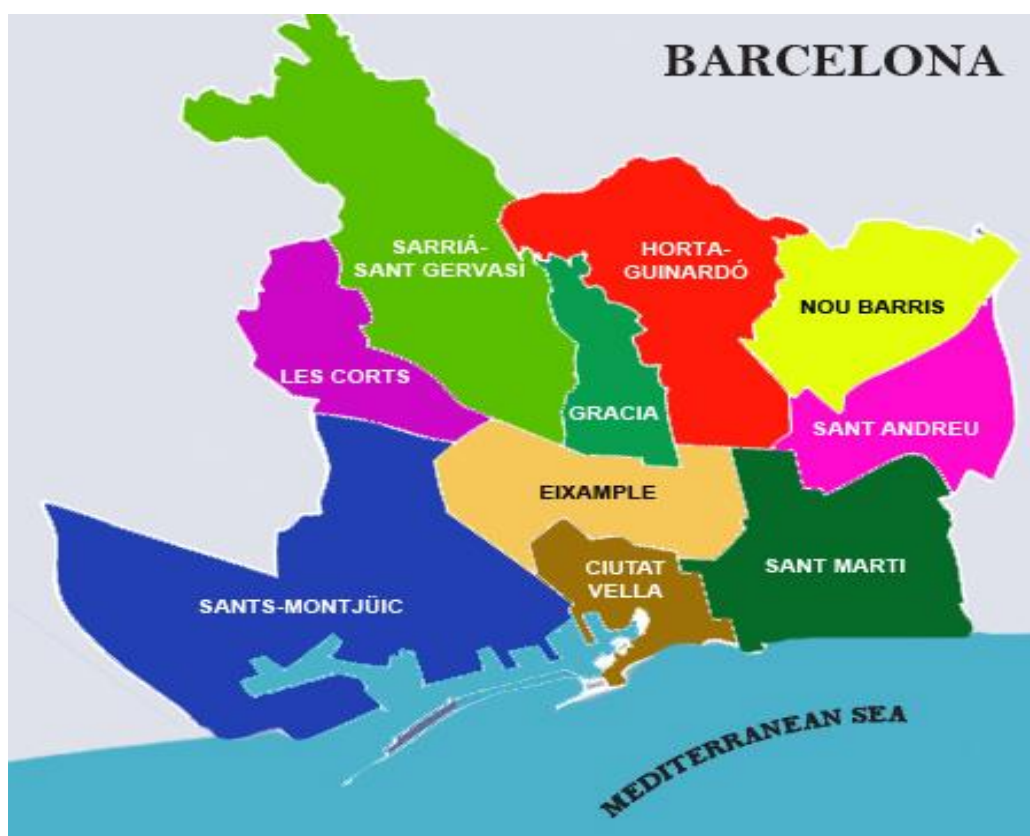 BARCELONA
SARRIÁ-
SANT GERVASI
HORTA-
GUINARDÓ
NOU BARRIS
LES CORTS
GRACIA
SANT ANDREU
EIXAMPLE
CIUTAT
VELLA
SANT MARTI
SANTS-MONTJÜIC
MEDITERRANEAN SEA